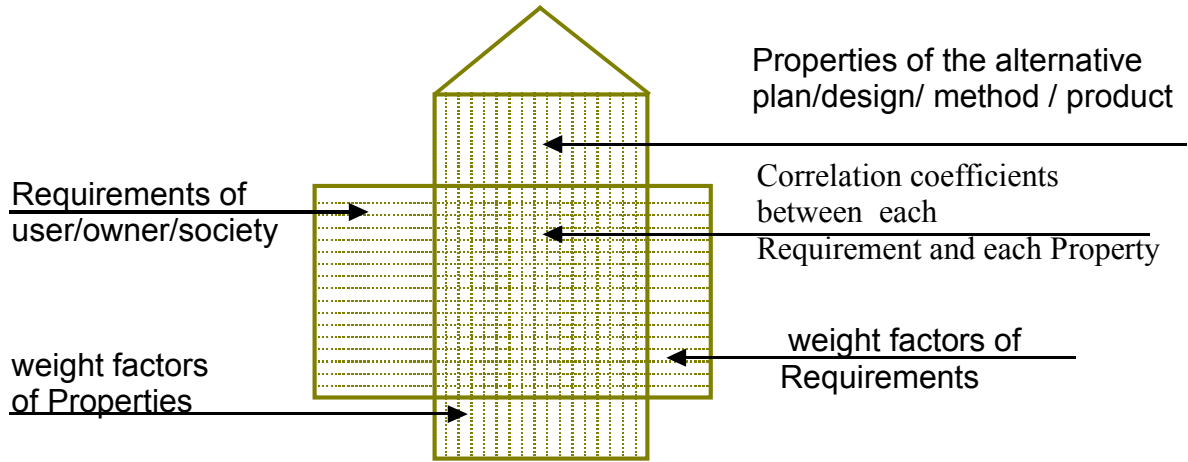 Properties of the alternative
plan/design/ method / product
Correlation coefficients
between each
Requirement and each Property
Requirements of
user/owner/society
weight factors of
Requirements
weight factors
of Properties